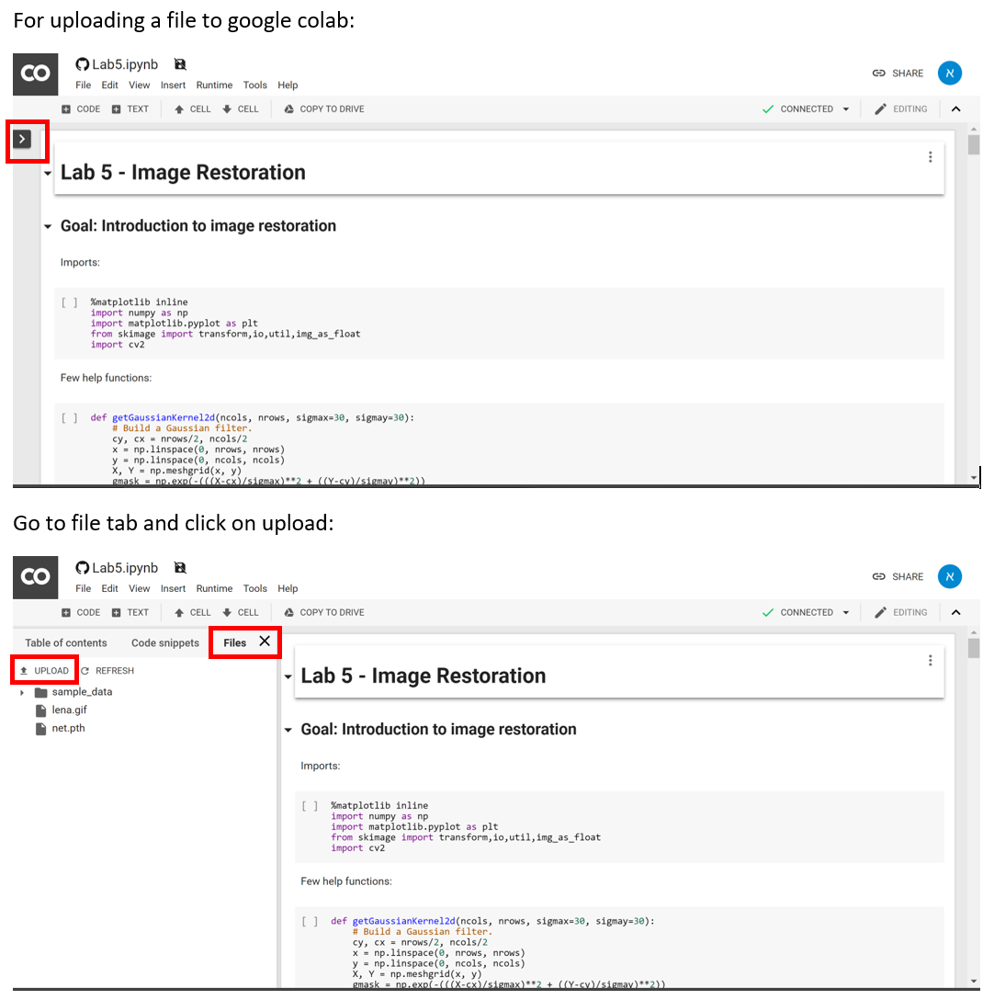 For uploading a file to google colab:
CO
Lab5.ipynb
SHARE
א
File Edit View Insert Runtime Tools Help
CODE TEXT CELL CELL COPY TO DRIVE CONNECTED EDITING
Lab 5 - Image Restoration
Goal: Introduction to image restoration
Imports:
[ ] %matplotlib inline
import numpy as np
import matplotlib.pyplot as plt
from skimage import transform,io,util,img_as_float
import cv2
Few help functions:
[ ] def getGaussianKernel2d(ncols, nrows, sigmax=30, sigmay=30):
# Build a Gaussian filter.
cy, cx = nrows/2, ncols/2
x = np.linspace(0, nrows, nrows)
y = np.linspace(0, ncols, ncols)
X, Y = np.meshgrid(x, y)
gmask = np.exp(-(((X-cx)/sigmax)**2 + ((Y-cy)/sigmay)**2))
Go to file tab and click on upload:
CO
Lab5.ipynb
SHARE
א
File Edit View Insert Runtime Tools Help
CODE TEXT CELL CELL COPY TO DRIVE CONNECTED EDITING
Table of contents Code snippets Files
UPLOAD REFRESH
sample_data
lena.gif
net.pth
Lab 5 - Image Restoration
Goal: Introduction to image restoration
Imports:
[ ] %matplotlib inline
import numpy as np
import matplotlib.pyplot as plt
from skimage import transform,io,util,img_as_float
import cv2
Few help functions:
[ ] def getGaussianKernel2d(ncols, nrows, sigmax=30, sigmay=30):
# Build a Gaussian filter.
cy, cx = nrows/2, ncols/2
x = np.linspace(0, nrows, nrows)
y = np.linspace(0, ncols, ncols)
X, Y = np.meshgrid(x, y)
gmask = np.exp(-(((X-cx)/sigmax)**2 + ((Y-cy)/sigmay)**2))